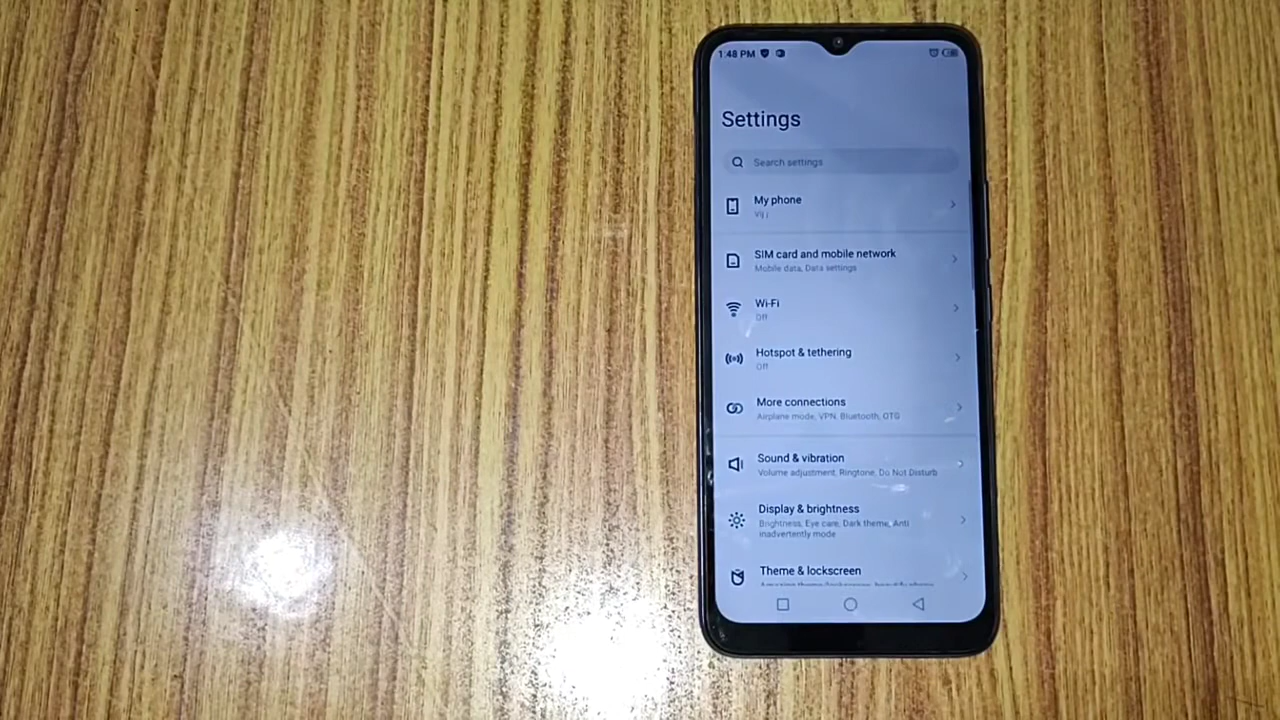 1:48 PM
Settings
Search settings
My phone
SIM card and mobile network
Mobile data, Data settings
Wi-Fi
Off
Hotspot & tethering
Off
More connections
Airplane mode, VPN, Bluetooth, OTG
Sound & vibration
Volume adjustment, Ringtone, Do Not Disturb
Display & brightness
Brightness, Eye care, Dark theme, Anti
inadvertently mode
Theme & lockscreen